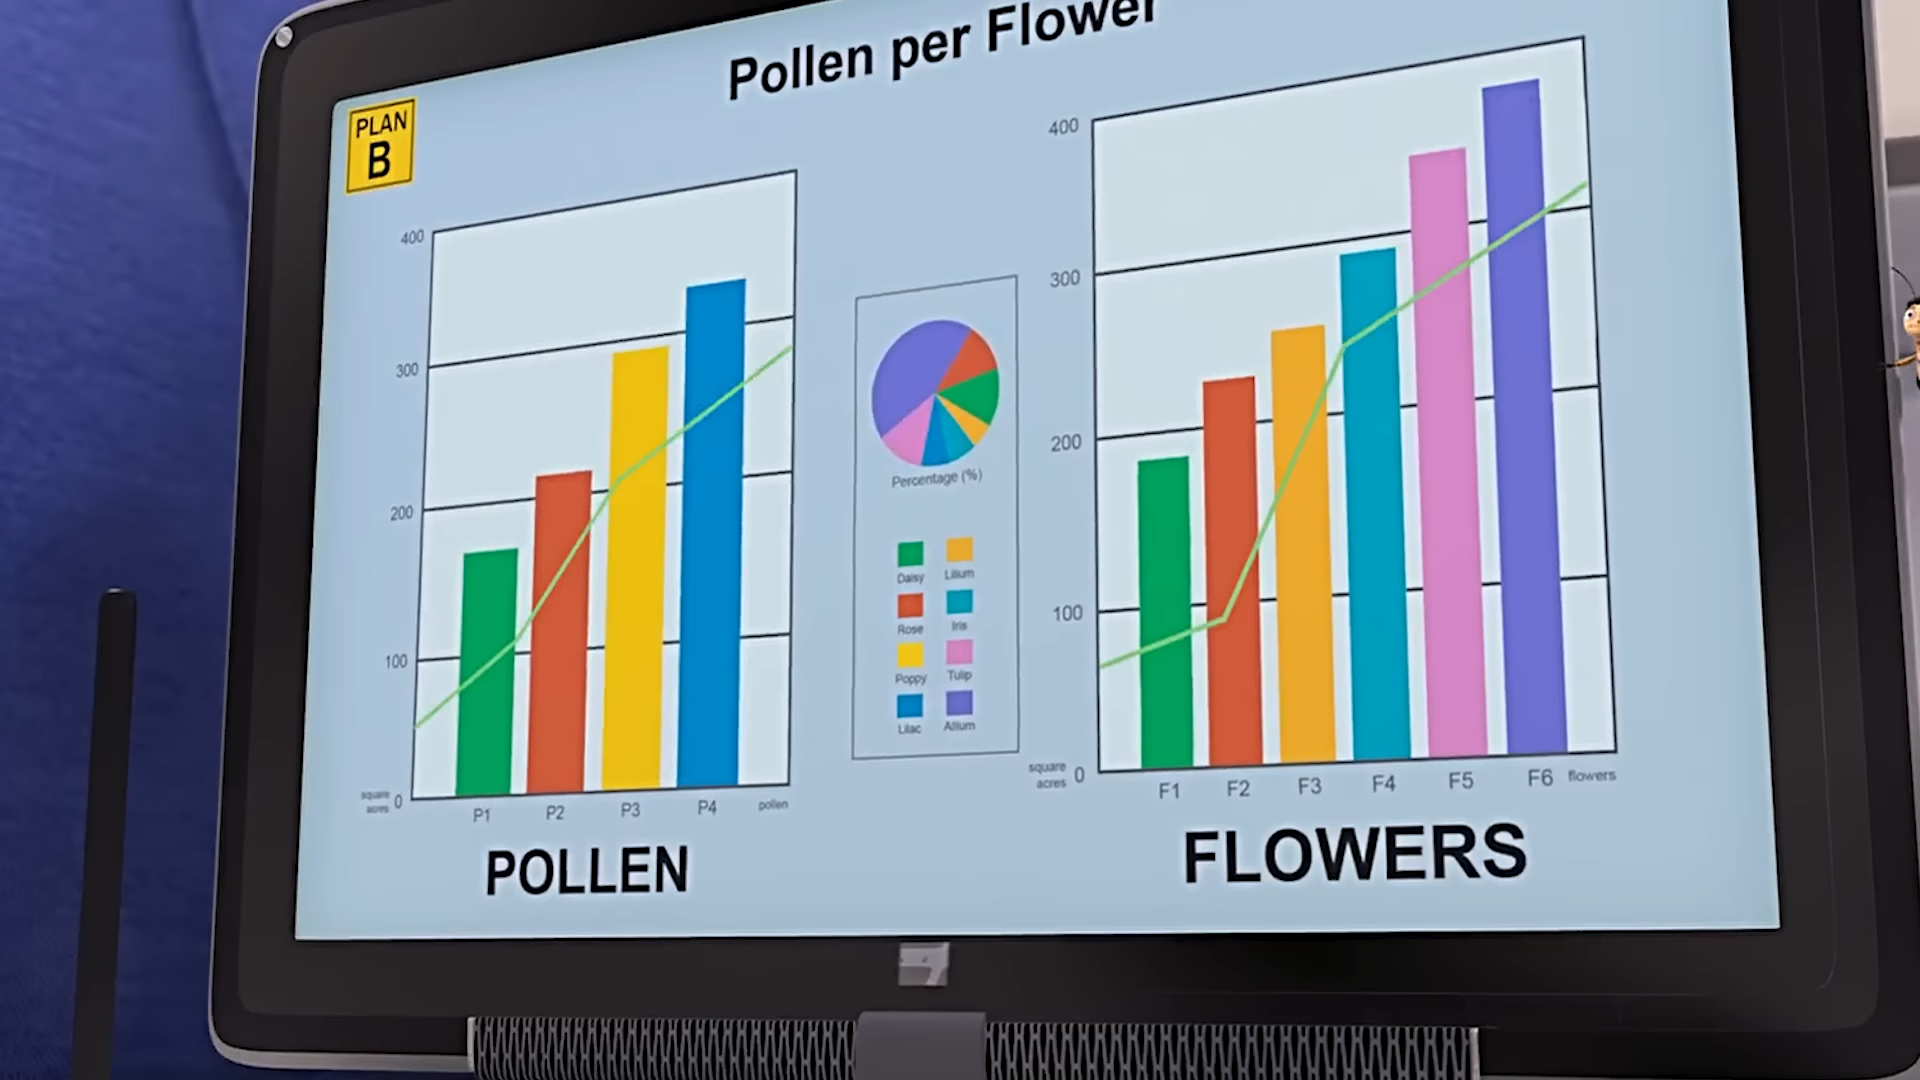 Pollen per Flower
PLAN
B
400
300
200
100
0
square
acres
P1
P2
P3
P4
pollen
POLLEN
Percentage (%)
Daisy
Lilium
Rose
Iris
Poppy
Tulip
Lilac
Allium
400
300
200
100
0
square
acres
F1
F2
F3
F4
F5
F6
flowers
FLOWERS